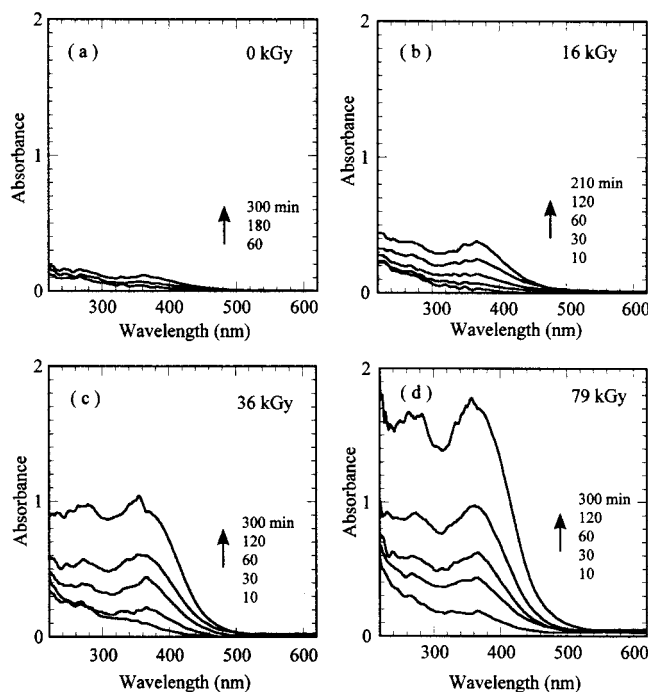 ( a )
0 kGy
2
1
0
Absorbance
300 min
180
60
300
400
500
600
Wavelength (nm)
( b )
16 kGy
2
1
0
Absorbance
210 min
120
60
30
10
300
400
500
600
Wavelength (nm)
( c )
36 kGy
2
1
0
Absorbance
300 min
120
60
30
10
300
400
500
600
Wavelength (nm)
( d )
79 kGy
2
1
0
Absorbance
300 min
120
60
30
10
300
400
500
600
Wavelength (nm)